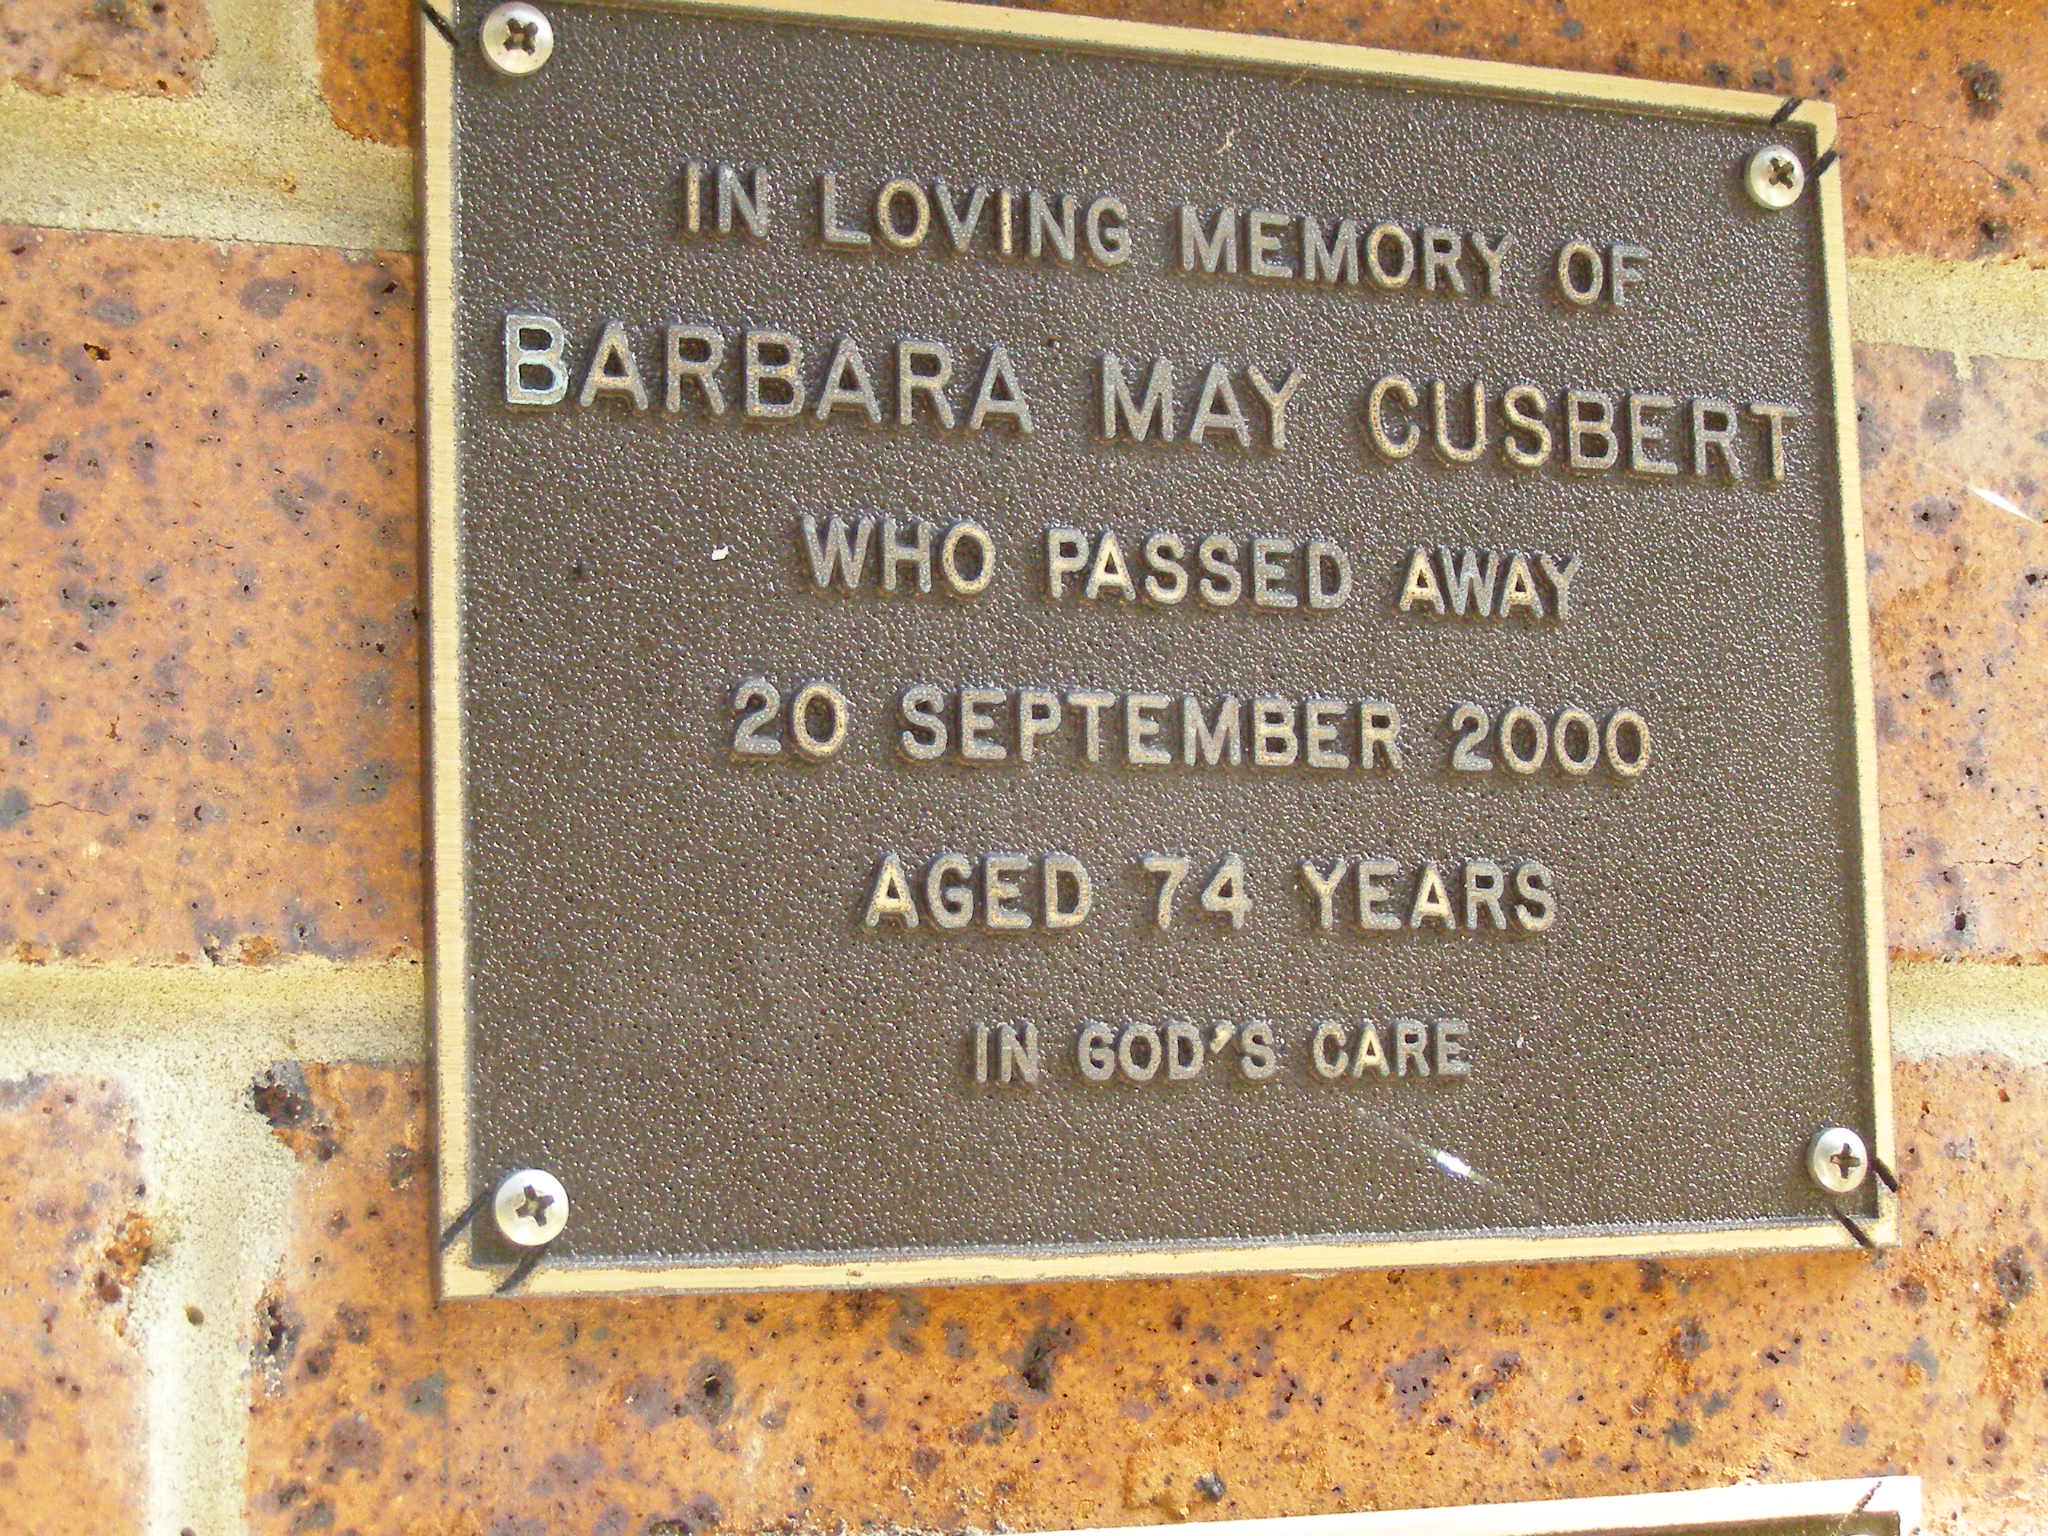 IN LOVING MEMORY OF
BARBARA MAY CUSBERT
WHO PASSED AWAY
20 SEPTEMBER 2000
AGED 74 YEARS
IN GOD'S CARE